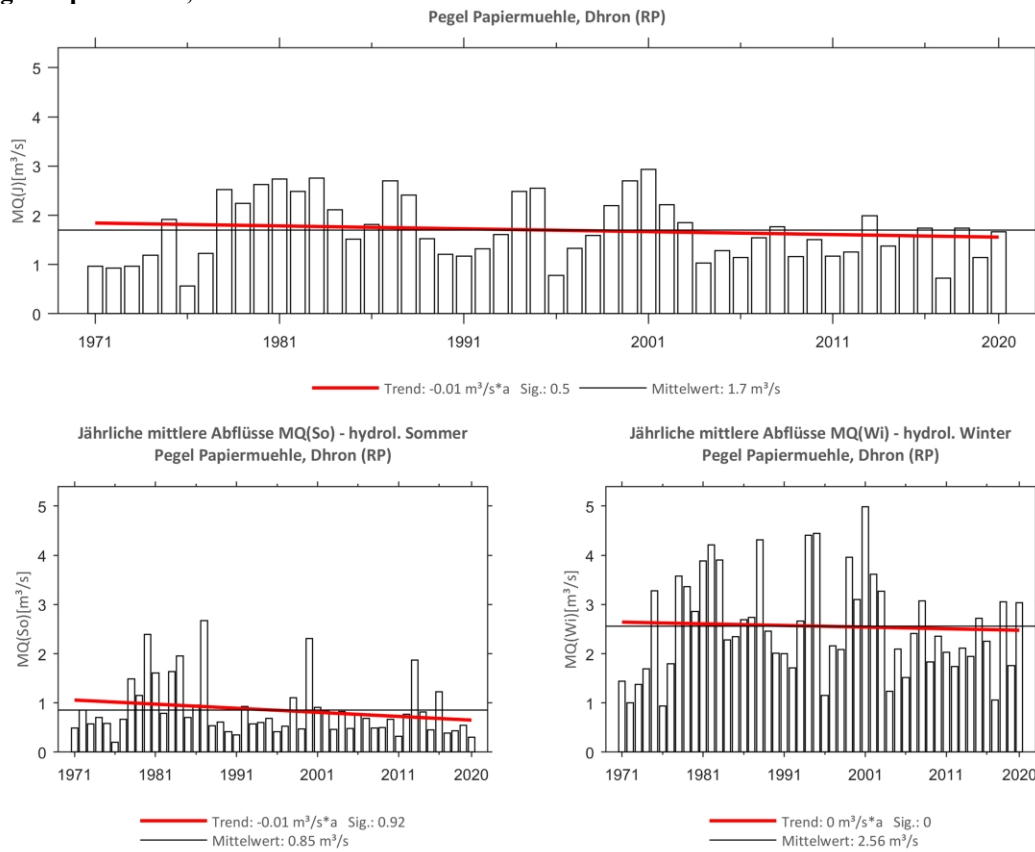 Pegel Papiermuehle, Dhron (RP)
MQ(J)[m³/s]
5
4
3
2
1
0
1971 1981 1991 2001 2011 2020
Trend: -0.01 m³/s*a Sig.: 0.5 Mittelwert: 1.7 m³/s
Jährliche mittlere Abflüsse MQ(So) - hydrol. Sommer
Pegel Papiermuehle, Dhron (RP)
MQ(So)[m³/s]
5
4
3
2
1
0
1971 1981 1991 2001 2011 2020
Trend: -0.01 m³/s*a Sig.: 0.92
Mittelwert: 0.85 m³/s
Jährliche mittlere Abflüsse MQ(Wi) - hydrol. Winter
Pegel Papiermuehle, Dhron (RP)
MQ(Wi)[m³/s]
5
4
3
2
1
0
1971 1981 1991 2001 2011 2020
Trend: 0 m³/s*a Sig.: 0
Mittelwert: 2.56 m³/s